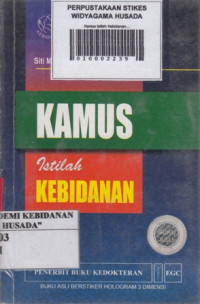 PERPUSTAKAAN STIKES
WIDYAGAMA HUSADA
0010002239
Siti M
KAMUS
Istilah
KEBIDANAN
DEMI KEBIDANAN
HUSADA"
03
PENERBIT BUKU KEDOKTERAN
EGC
BUKU ASLI BERSTIKER HOLOGRAM 3 DIMENSI